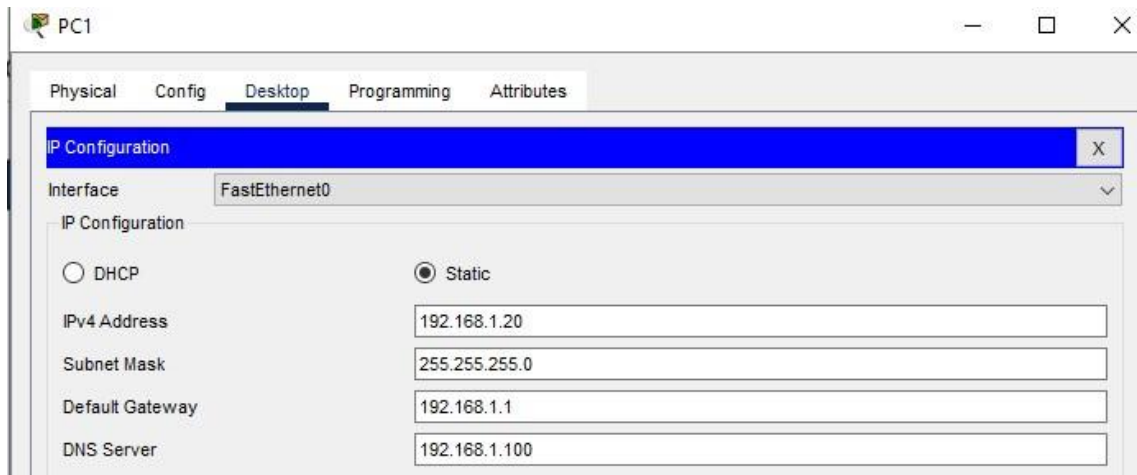 PC1
Physical Config Desktop Programming Attributes
IP Configuration X
Interface FastEthernet0
IP Configuration
DHCP Static
IPv4 Address 192.168.1.20
Subnet Mask 255.255.255.0
Default Gateway 192.168.1.1
DNS Server 192.168.1.100